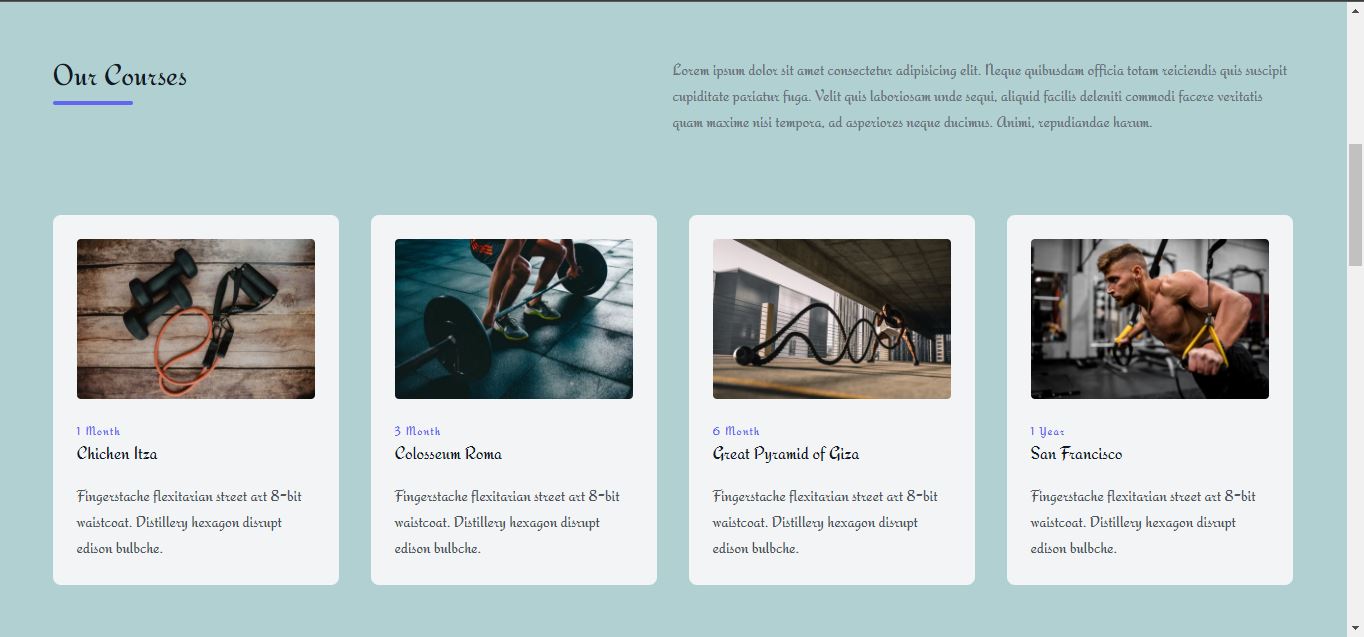 Our Courses
Lorem ipsum dolor sit amet consectetur adipisicing elit. Neque quibusdam officia totam reiciendis quis suscipit
cupiditate pariatur fuga. Velit quis laboriosam unde sequi, aliquid facilis deleniti commodi facere veritatis
quam maxime nisi tempora, ad asperiores neque ducimus. Animi, repudiandae harum.
1 Month
Chichen Itza
Fingerstache flexitarian street art 8-bit
waistcoat. Distillery hexagon disrupt
edison bulbche.
3 Month
Colosseum Roma
Fingerstache flexitarian street art 8-bit
waistcoat. Distillery hexagon disrupt
edison bulbche.
6 Month
Great Pyramid of Giza
Fingerstache flexitarian street art 8-bit
waistcoat. Distillery hexagon disrupt
edison bulbche.
1 Year
San Francisco
Fingerstache flexitarian street art 8-bit
waistcoat. Distillery hexagon disrupt
edison bulbche.